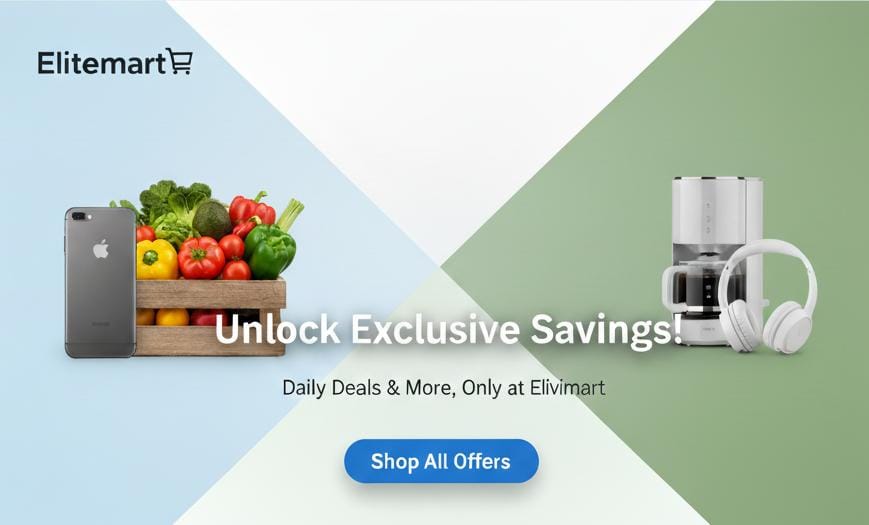 Elitemart
Unlock Exclusive Savings!
Daily Deals & More, Only at Elivimart
Shop All Offers